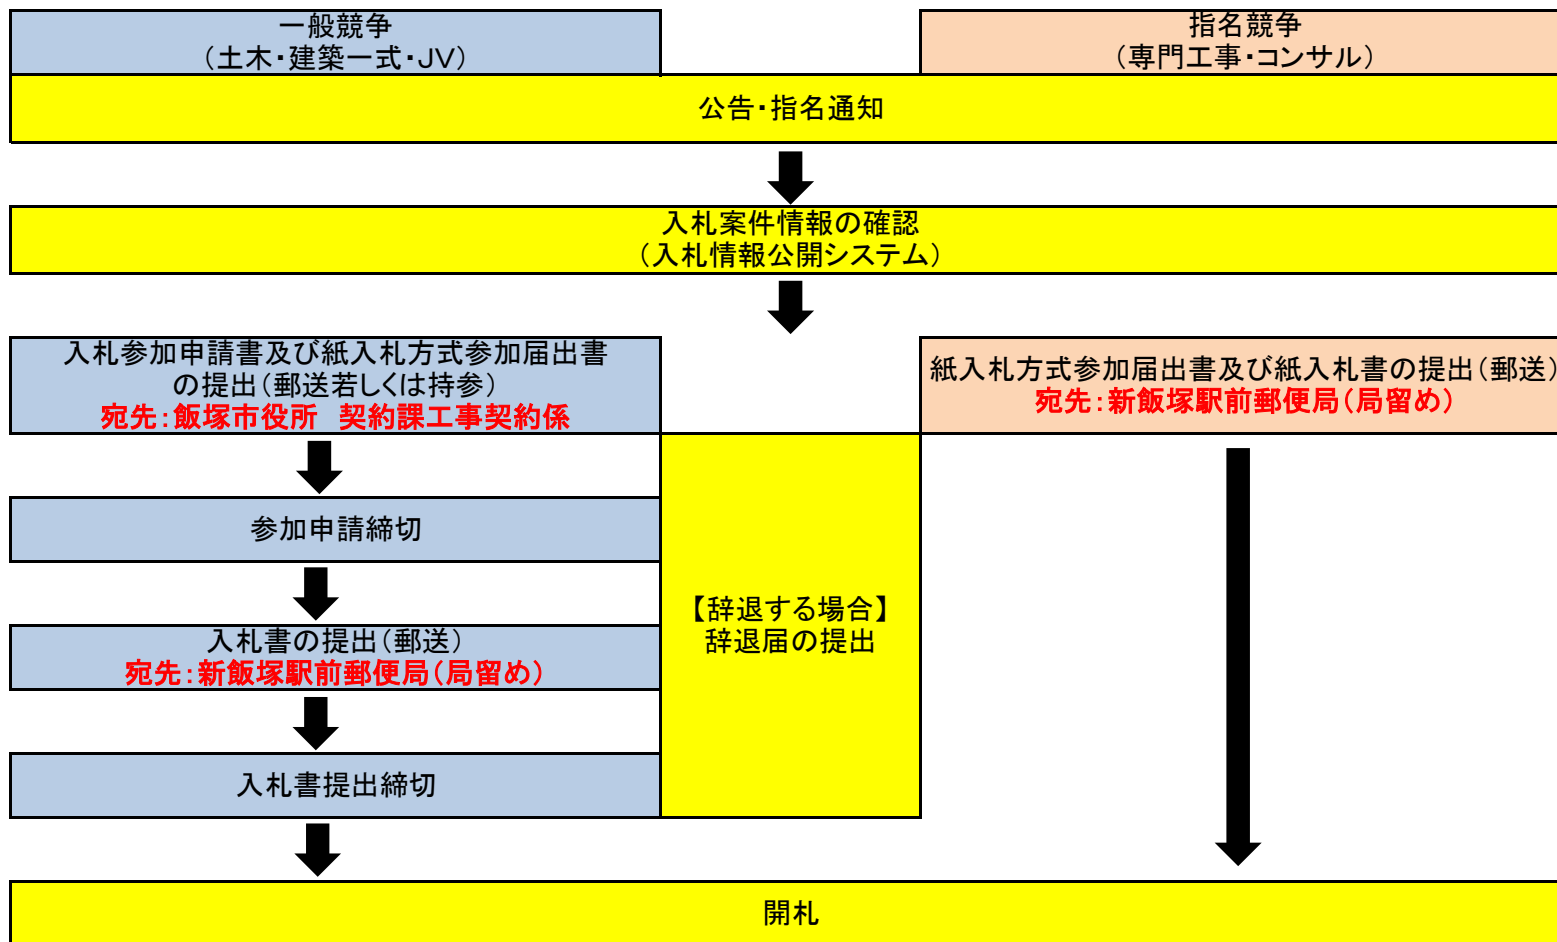 一般競争
（土木・建築一式・JV）
指名競争
（専門工事・コンサル）
公告・指名通知
入札案件情報の確認
（入札情報公開システム）
入札参加申請書及び紙入札方式参加届出書
の提出（郵送若しくは持参）
宛先：飯塚市役所　契約課工事契約係
紙入札方式参加届出書及び紙入札書の提出（郵送）
宛先：新飯塚駅前郵便局（局留め）
参加申請締切
【辞退する場合】
辞退届の提出
入札書の提出（郵送）
宛先：新飯塚駅前郵便局（局留め）
入札書提出締切
開札